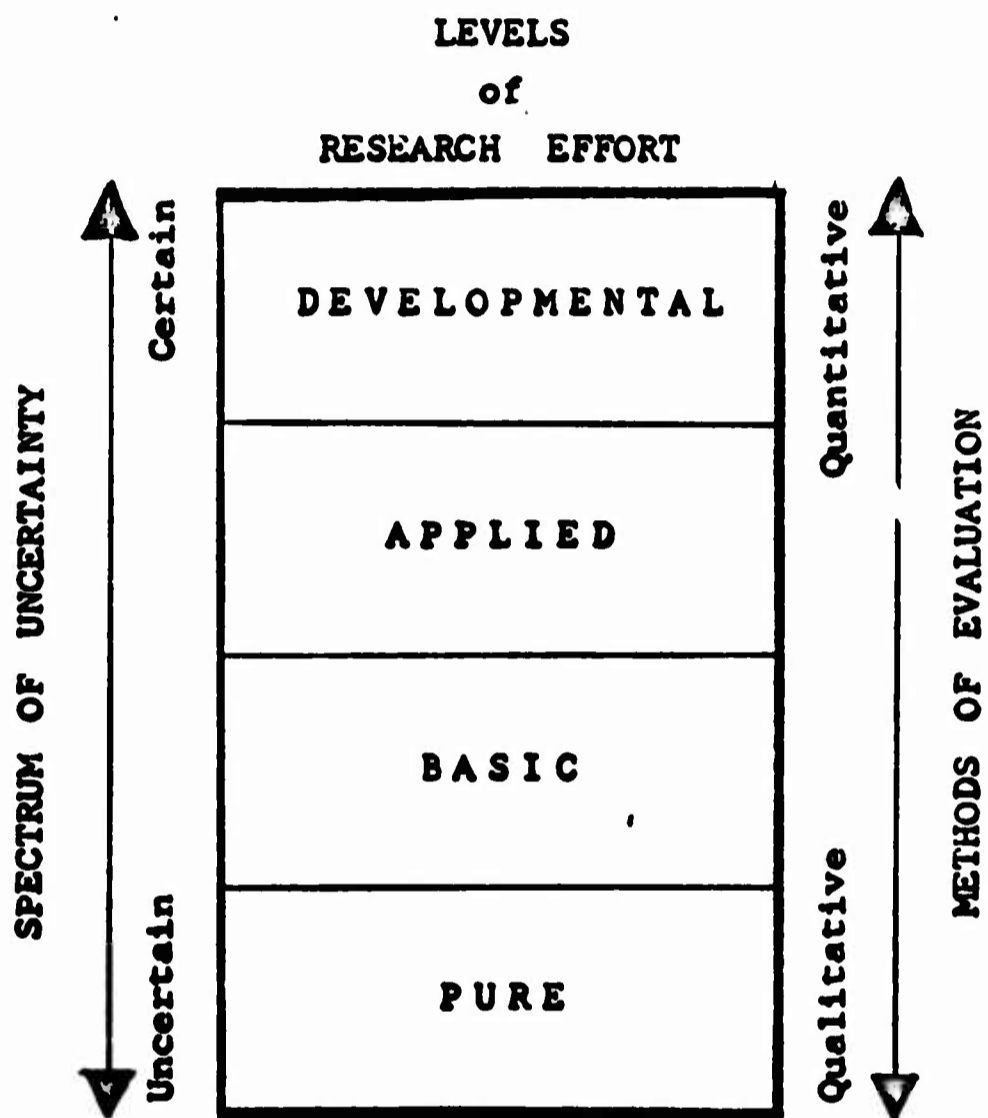 LEVELS
of
RESEARCH EFFORT
SPECTRUM OF UNCERTAINTY
Certain
Uncertain
DEVELOPMENTAL
APPLIED
BASIC
PURE
Quantitative
Qualitative
METHODS OF EVALUATION